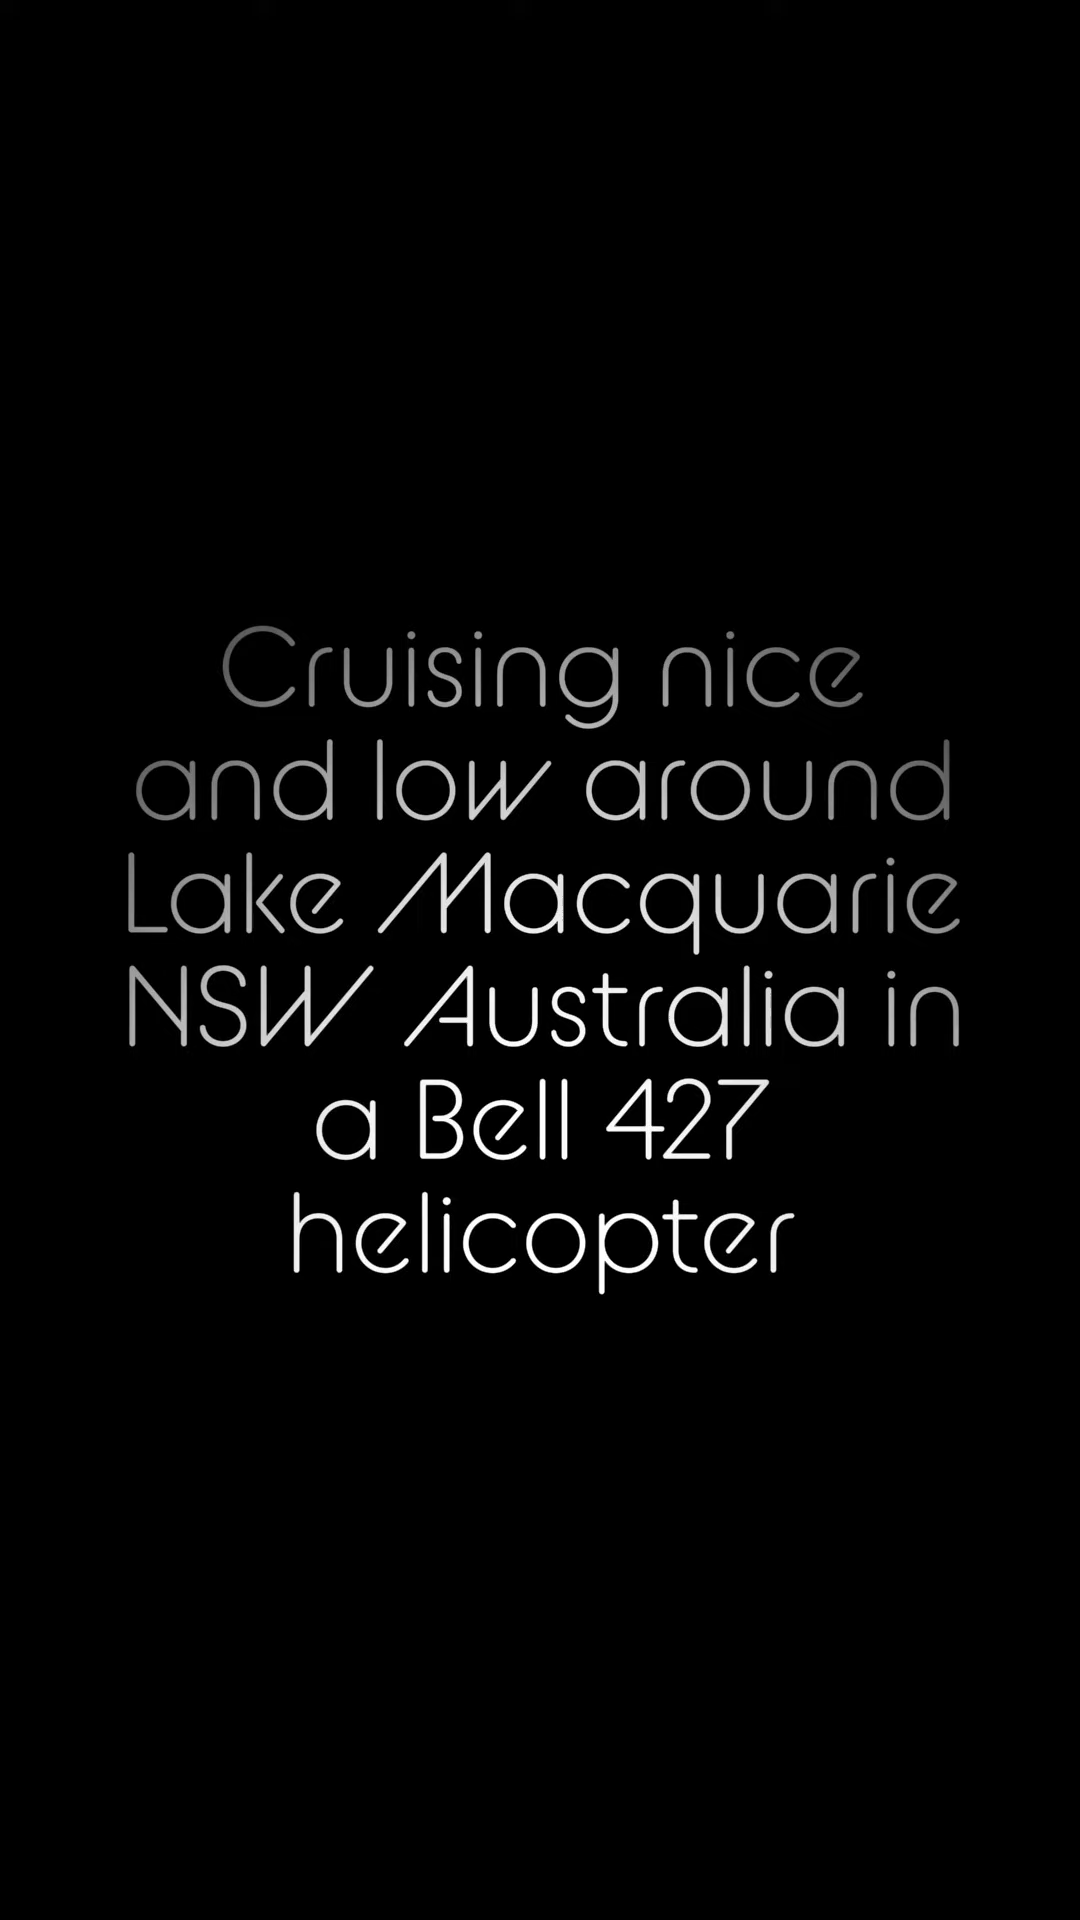 Cruising nice
and low around
Lake Macquarie
NSW Australia in
a Bell 427
helicopter